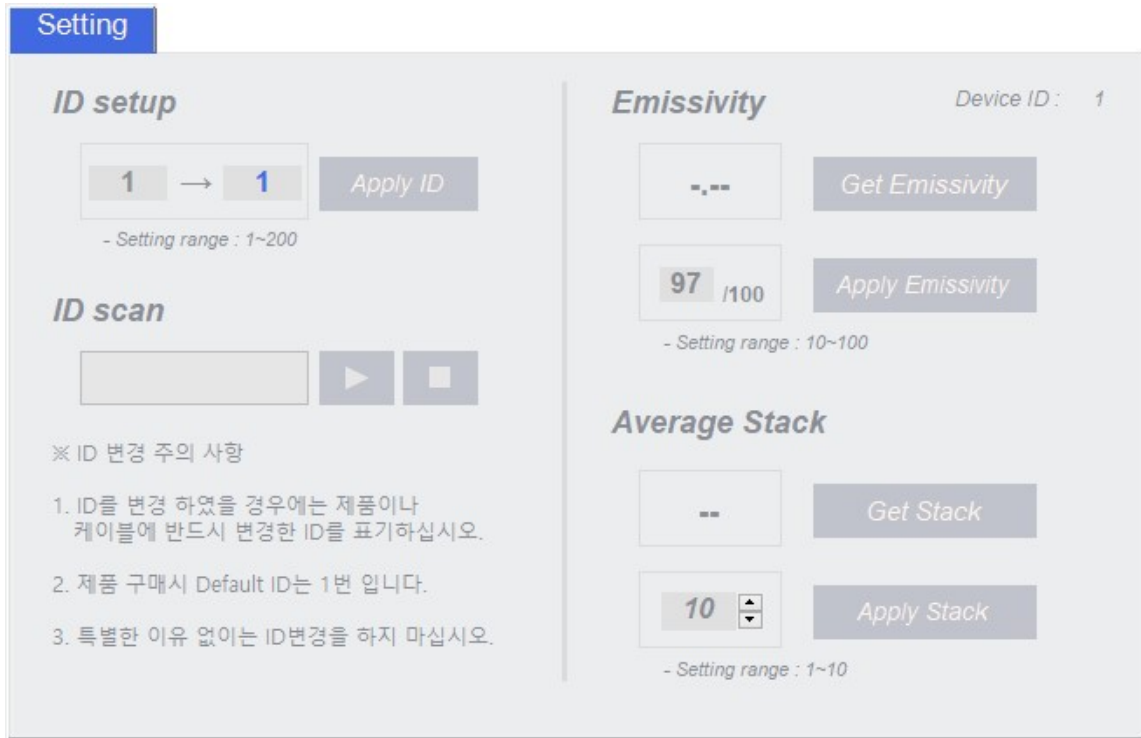 Setting
ID setup
1 → 1 Apply ID
- Setting range : 1~200
ID scan
※ ID 변경 주의 사항
1. ID를 변경 하였을 경우에는 제품이나
케이블에 반드시 변경한 ID를 표기하십시오.
2. 제품 구매시 Default ID는 1번 입니다.
3. 특별한 이유 없이는 ID변경을 하지 마십시오.
Emissivity Device ID : 1
-.-- Get Emissivity
97 /100 Apply Emissivity
- Setting range : 10~100
Average Stack
-- Get Stack
10 Apply Stack
- Setting range : 1~10